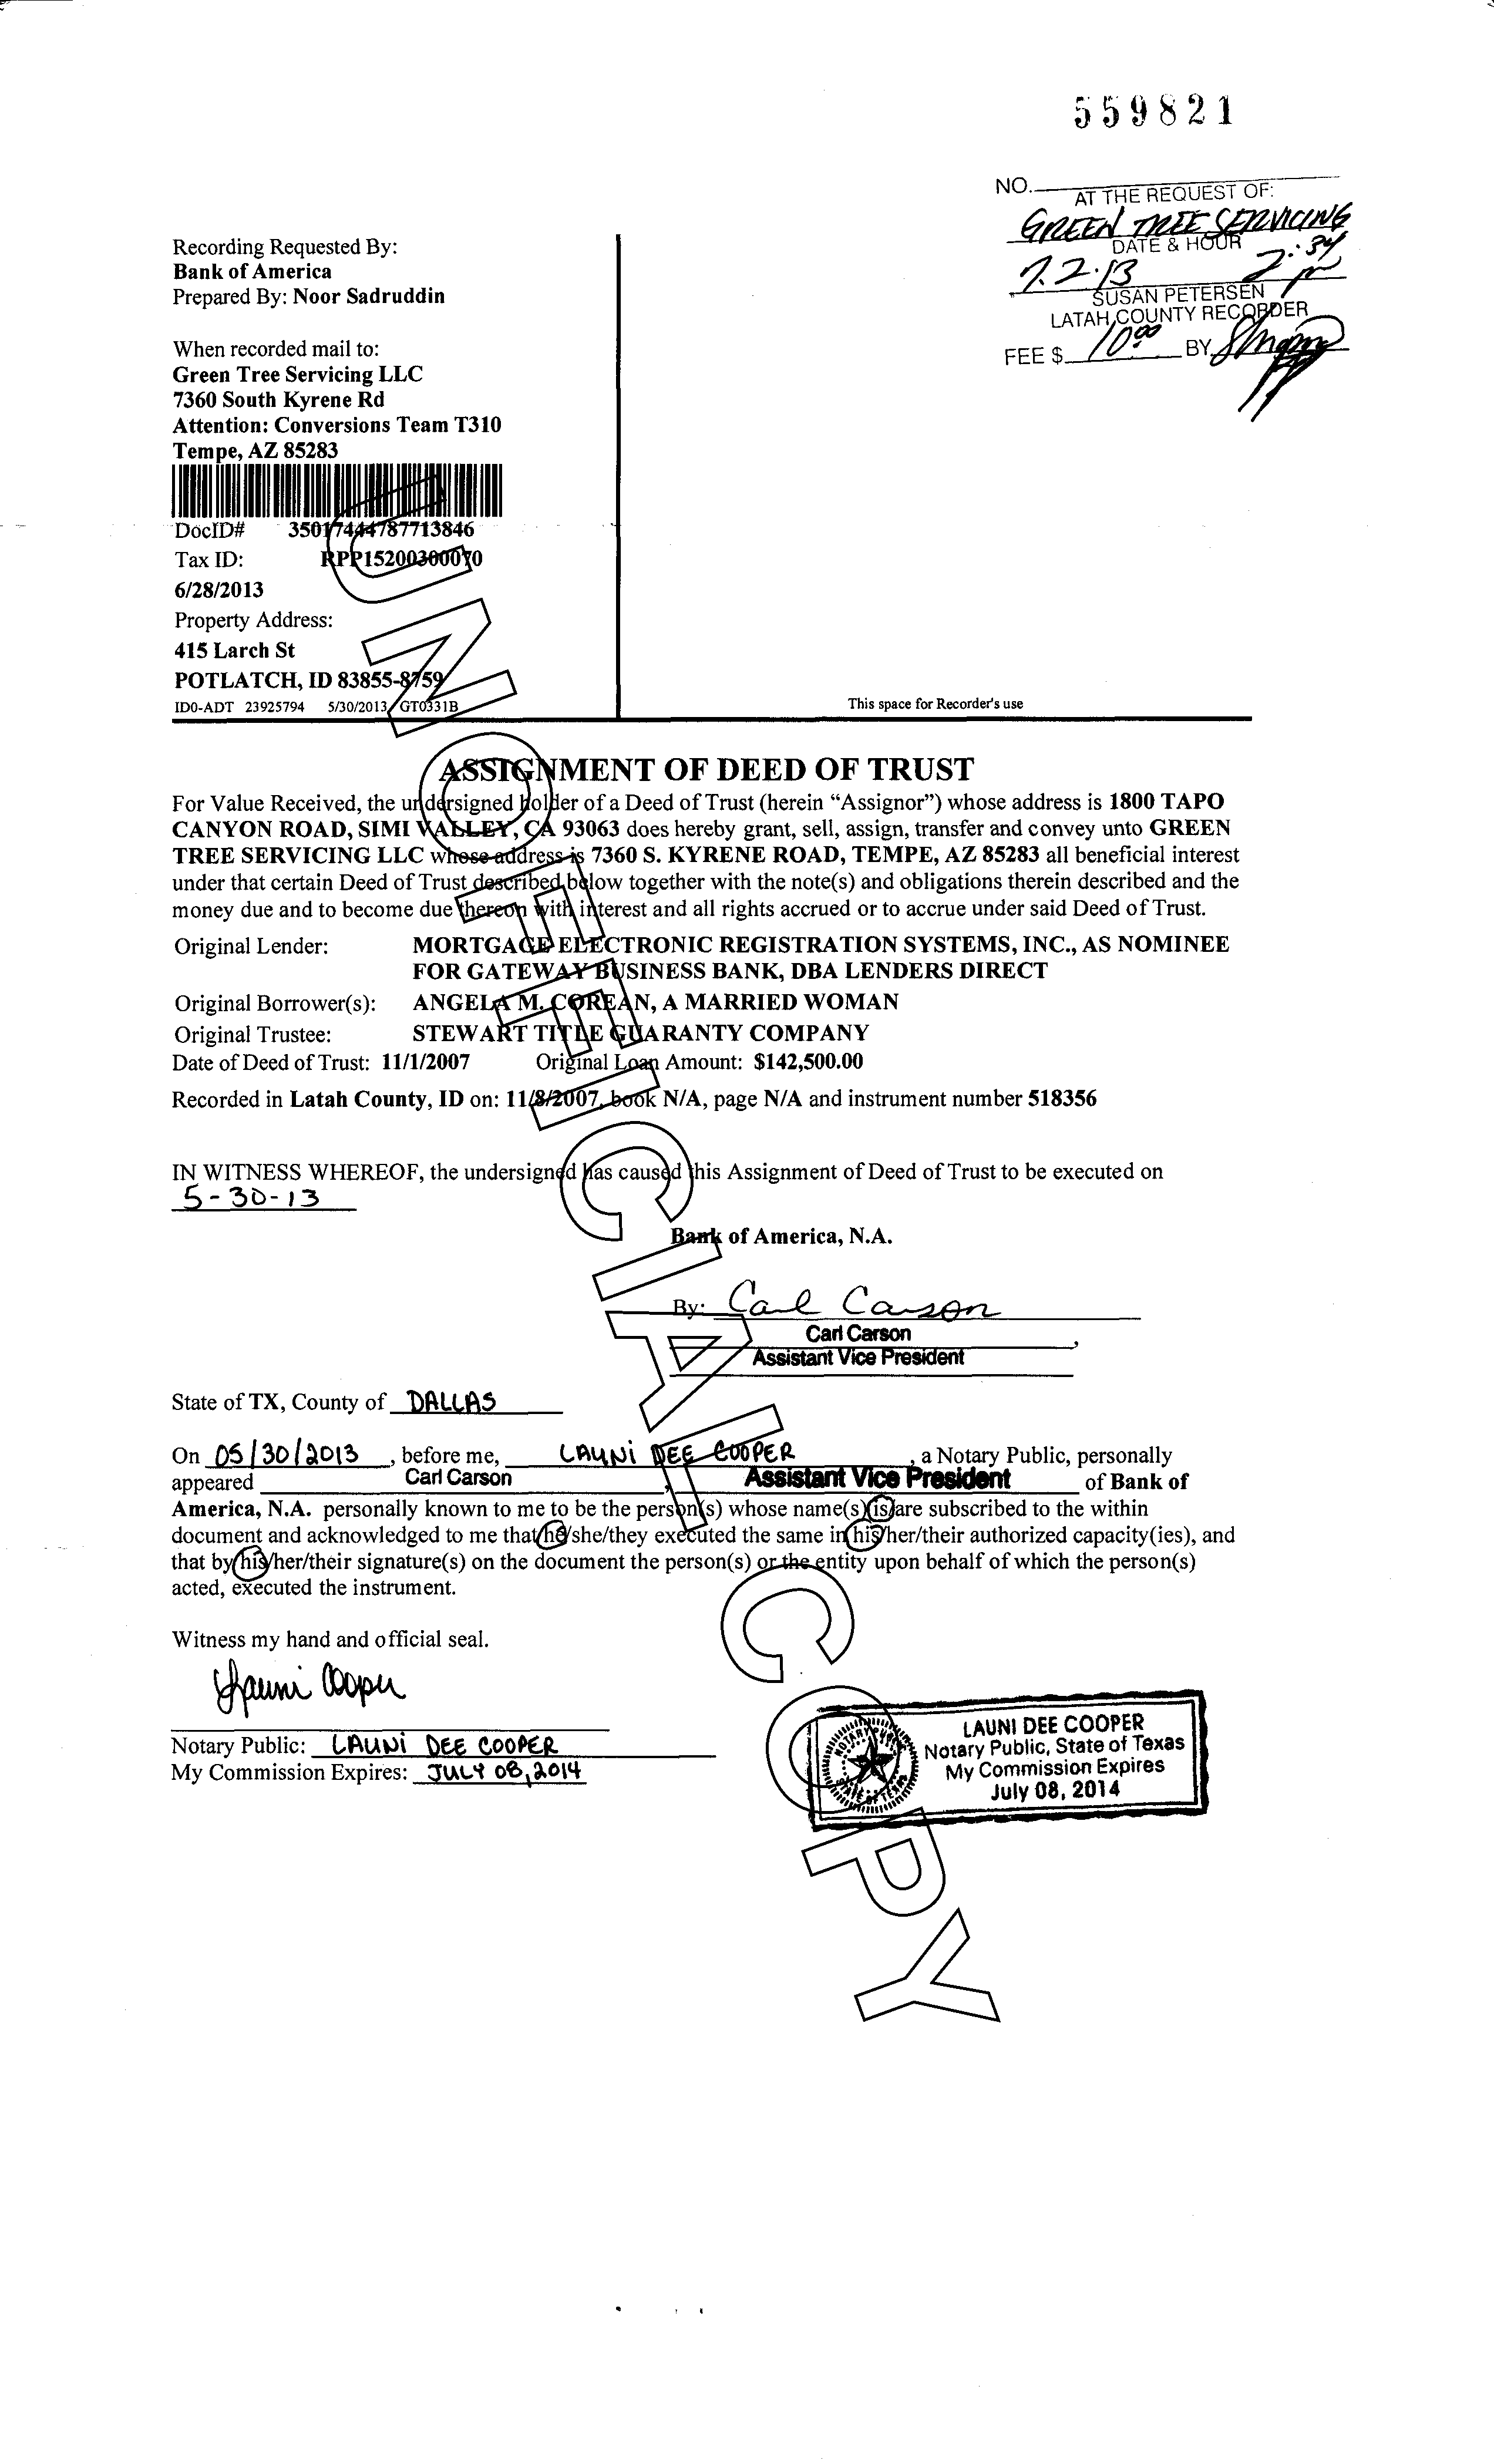 559821
NO.
AT THE REQUEST OF:
GREEN TREE SERVICING
DATE & HOUR
7.2.13 2:34
SUSAN PETERSEN
LATAH COUNTY RECORDER
FEE $ 10.00 BY
Recording Requested By:
Bank of America
Prepared By: Noor Sadruddin
When recorded mail to:
Green Tree Servicing LLC
7360 South Kyrene Rd
Attention: Conversions Team T310
Tempe, AZ 85283
DocID# 35017444787713846
Tax ID: RPP15200300070
6/28/2013
Property Address:
415 Larch St
POTLATCH, ID 83855-8759
ID0-ADT 23925794 5/30/2013 GT0331B
This space for Recorder's use
UNOFFICIAL COPY
ASSIGNMENT OF DEED OF TRUST
For Value Received, the undersigned holder of a Deed of Trust (herein “Assignor”) whose address is 1800 TAPO
CANYON ROAD, SIMI VALLEY, CA 93063 does hereby grant, sell, assign, transfer and convey unto GREEN
TREE SERVICING LLC whose address is 7360 S. KYRENE ROAD, TEMPE, AZ 85283 all beneficial interest
under that certain Deed of Trust described below together with the note(s) and obligations therein described and the
money due and to become due thereon with interest and all rights accrued or to accrue under said Deed of Trust.
Original Lender: MORTGAGE ELECTRONIC REGISTRATION SYSTEMS, INC., AS NOMINEE
FOR GATEWAY BUSINESS BANK, DBA LENDERS DIRECT
Original Borrower(s): ANGELA M. COREAN, A MARRIED WOMAN
Original Trustee: STEWART TITLE GUARANTY COMPANY
Date of Deed of Trust: 11/1/2007 Original Loan Amount: $142,500.00
Recorded in Latah County, ID on: 11/8/2007, book N/A, page N/A and instrument number 518356
IN WITNESS WHEREOF, the undersigned has caused this Assignment of Deed of Trust to be executed on
5-30-13
Bank of America, N.A.
By: Carl Carson
Carl Carson,
Assistant Vice President
State of TX, County of DALLAS
On 05/30/2013, before me, LAUNI DEE COOPER, a Notary Public, personally
appeared Carl Carson, Assistant Vice President of Bank of
America, N.A. personally known to me to be the person(s) whose name(s) is/are subscribed to the within
document and acknowledged to me that he/she/they executed the same in his/her/their authorized capacity(ies), and
that by his/her/their signature(s) on the document the person(s) or the entity upon behalf of which the person(s)
acted, executed the instrument.
Witness my hand and official seal.
Launi Cooper
Notary Public: LAUNI DEE COOPER
My Commission Expires: JULY 08, 2014
LAUNI DEE COOPER
Notary Public, State of Texas
My Commission Expires
July 08, 2014
NOTARY PUBLIC
STATE OF TEXAS